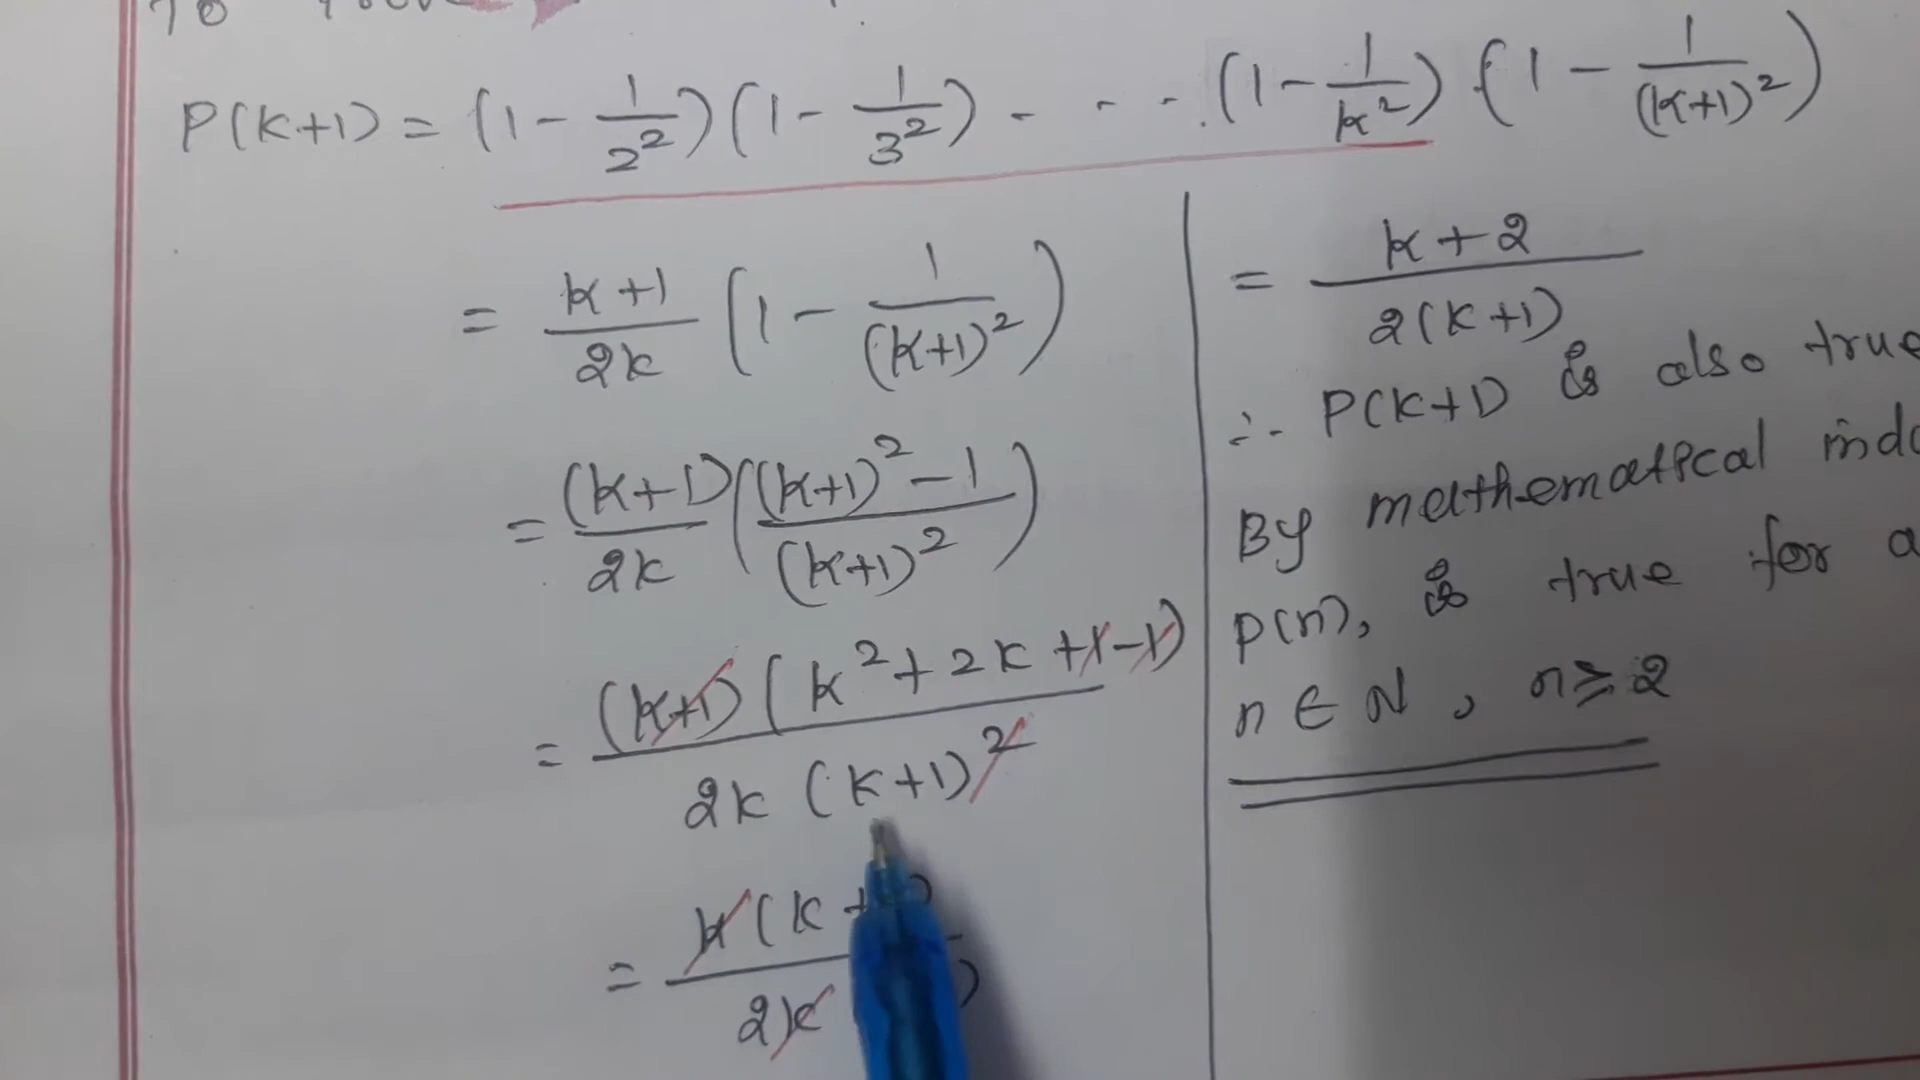 P(K+1) = (1 - 1/2²)(1 - 1/3²) - - - - (1 - 1/k²)(1 - 1/(k+1)²)
= k+1/2k (1 - 1/(k+1)²)
= (k+1)/2k ((k+1)² - 1/(k+1)²)
= (k+1)(k² + 2k + 1 - 1)/2k (k+1)²
= k(k+
2k
= k+2/2(k+1)
∴ P(K+1) is also true
By mathematical
P(n), is true for
n ∈ N, n ≥ 2